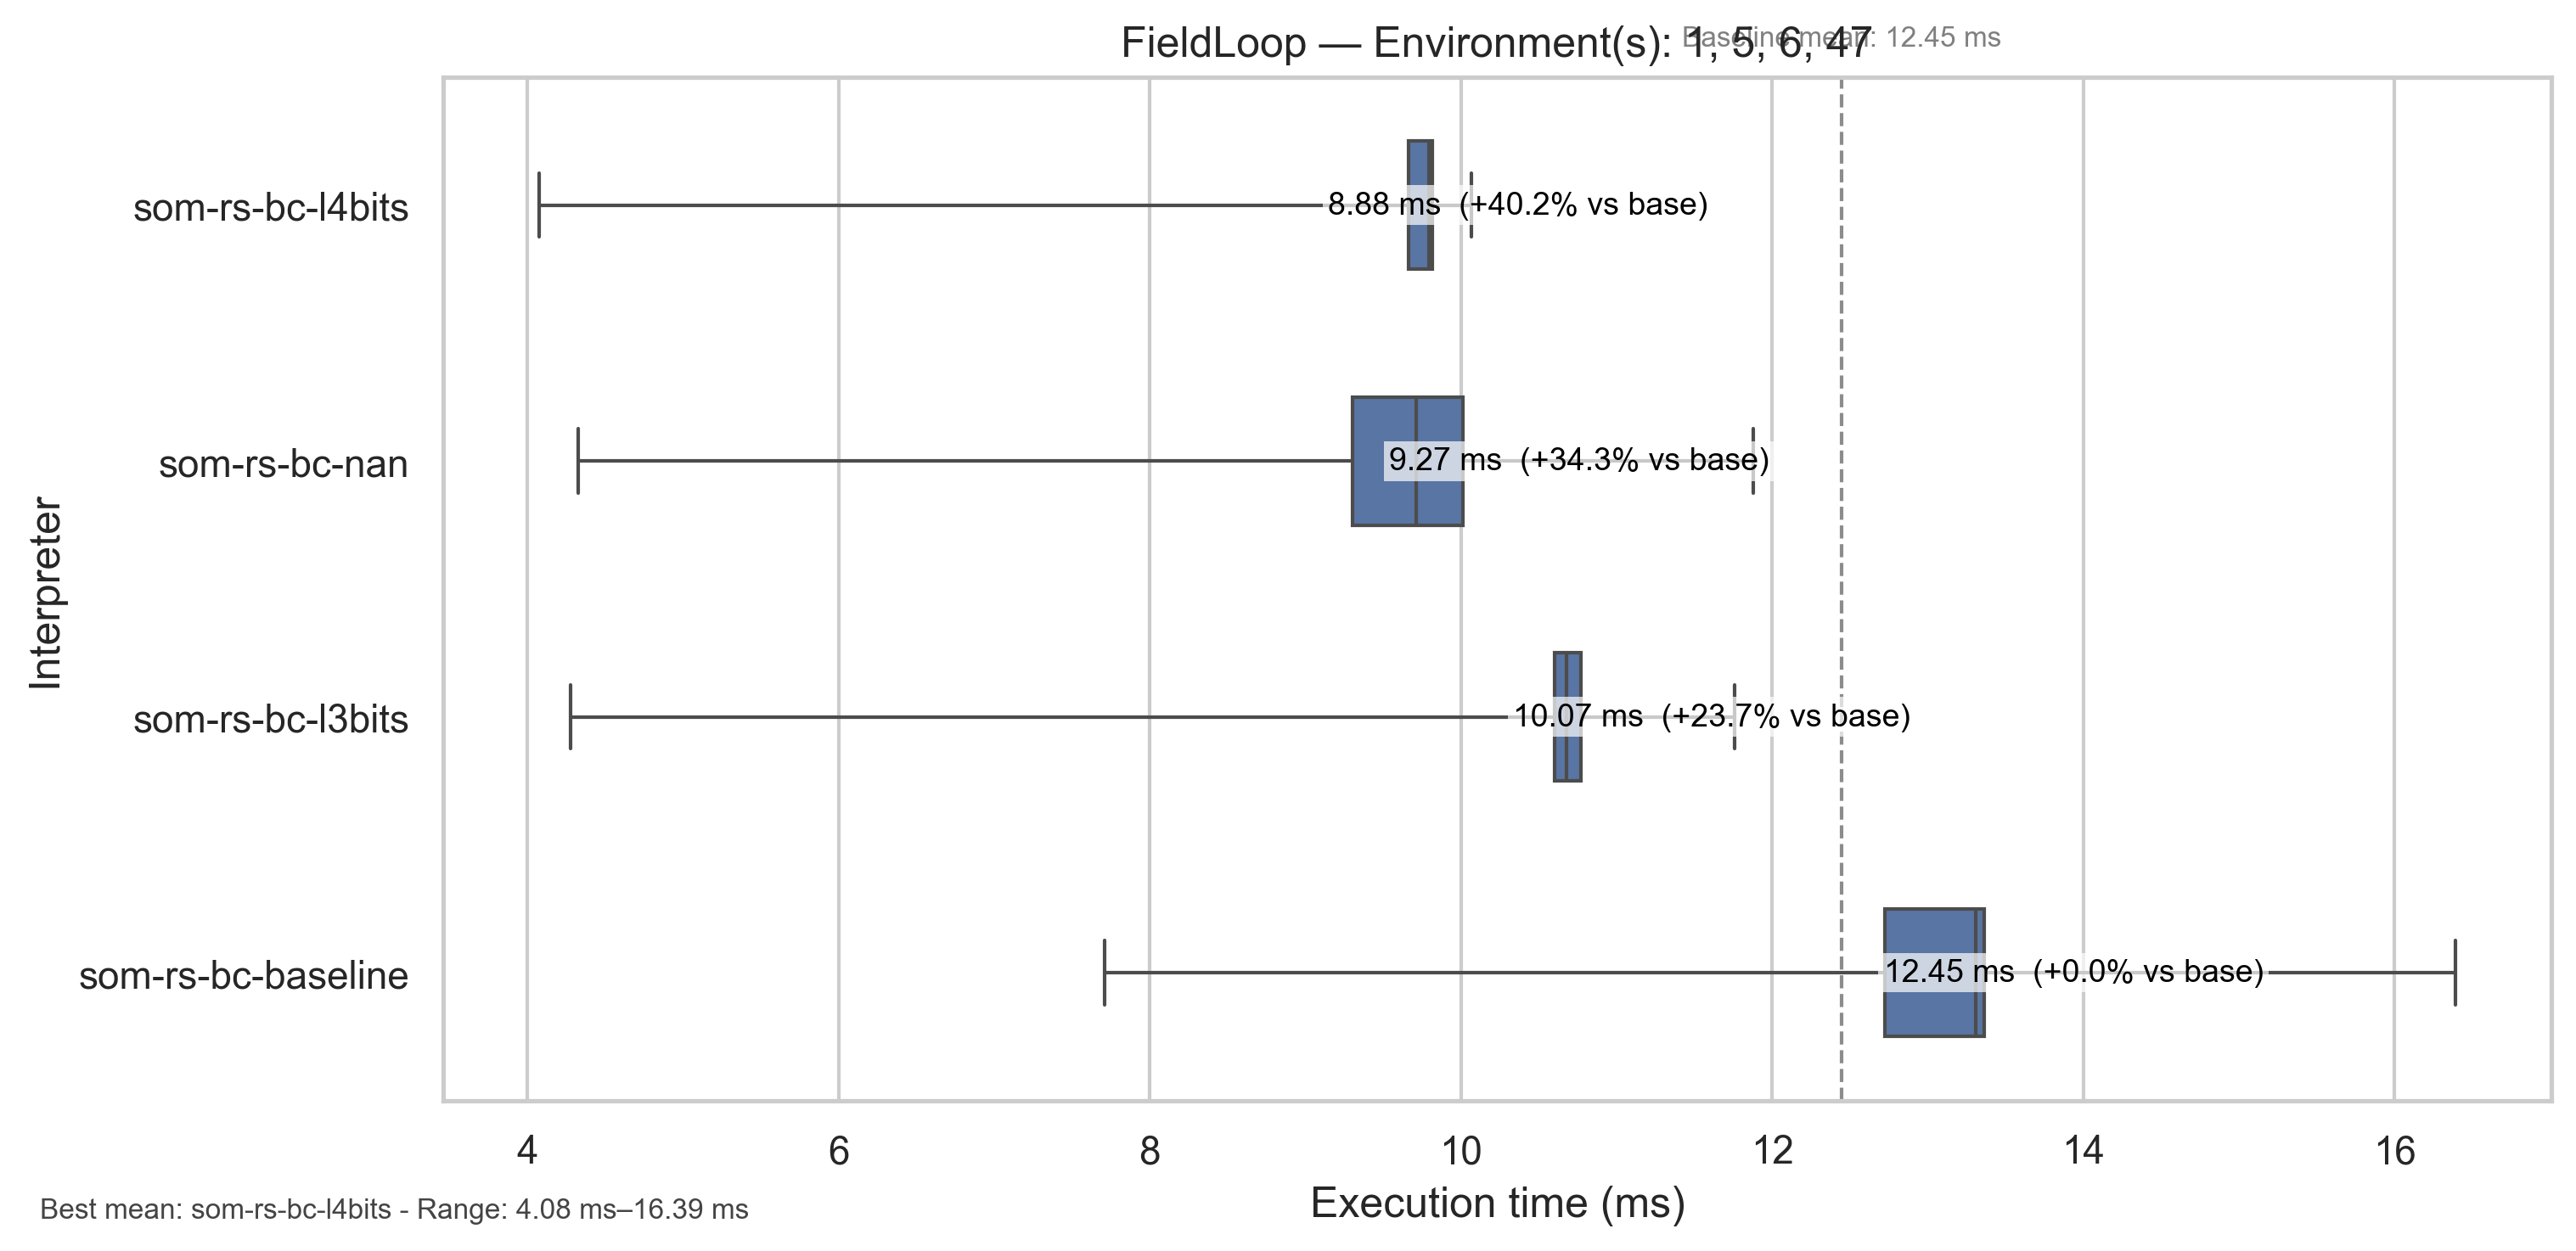 FieldLoop — Environment(s): 1, 5, 6, 47
Baseline mean: 12.45 ms
som-rs-bc-l4bits
8.88 ms (+40.2% vs base)
som-rs-bc-nan
9.27 ms (+34.3% vs base)
Interpreter
som-rs-bc-l3bits
10.07 ms (+23.7% vs base)
som-rs-bc-baseline
12.45 ms (+0.0% vs base)
4 6 8 10 12 14 16
Execution time (ms)
Best mean: som-rs-bc-l4bits - Range: 4.08 ms–16.39 ms